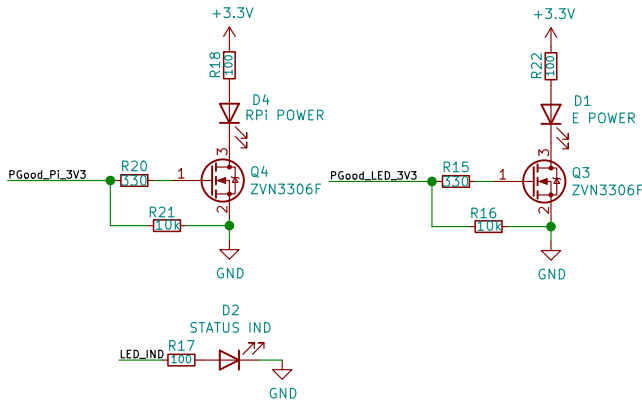 +3.3V
R18
100
D4
RPi POWER
3
Q4
ZVN3306F
PGood_Pi_3V3
R20
330
1
2
R21
10k
GND
+3.3V
R22
100
D1
E POWER
3
Q3
ZVN3306F
PGood_LED_3V3
R15
330
1
2
R16
10k
GND
D2
STATUS IND
LED_IND
R17
100
GND